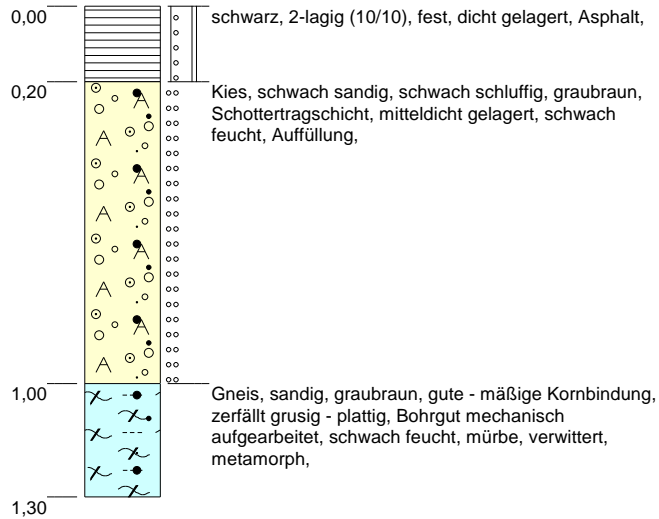 0,00
schwarz, 2-lagig (10/10), fest, dicht gelagert, Asphalt,
0,20
Kies, schwach sandig, schwach schluffig, graubraun,
Schottertragschicht, mitteldicht gelagert, schwach
feucht, Auffüllung,
1,00
Gneis, sandig, graubraun, gute - mäßige Kornbindung,
zerfällt grusig - plattig, Bohrgut mechanisch
aufgearbeitet, schwach feucht, mürbe, verwittert,
metamorph,
1,30